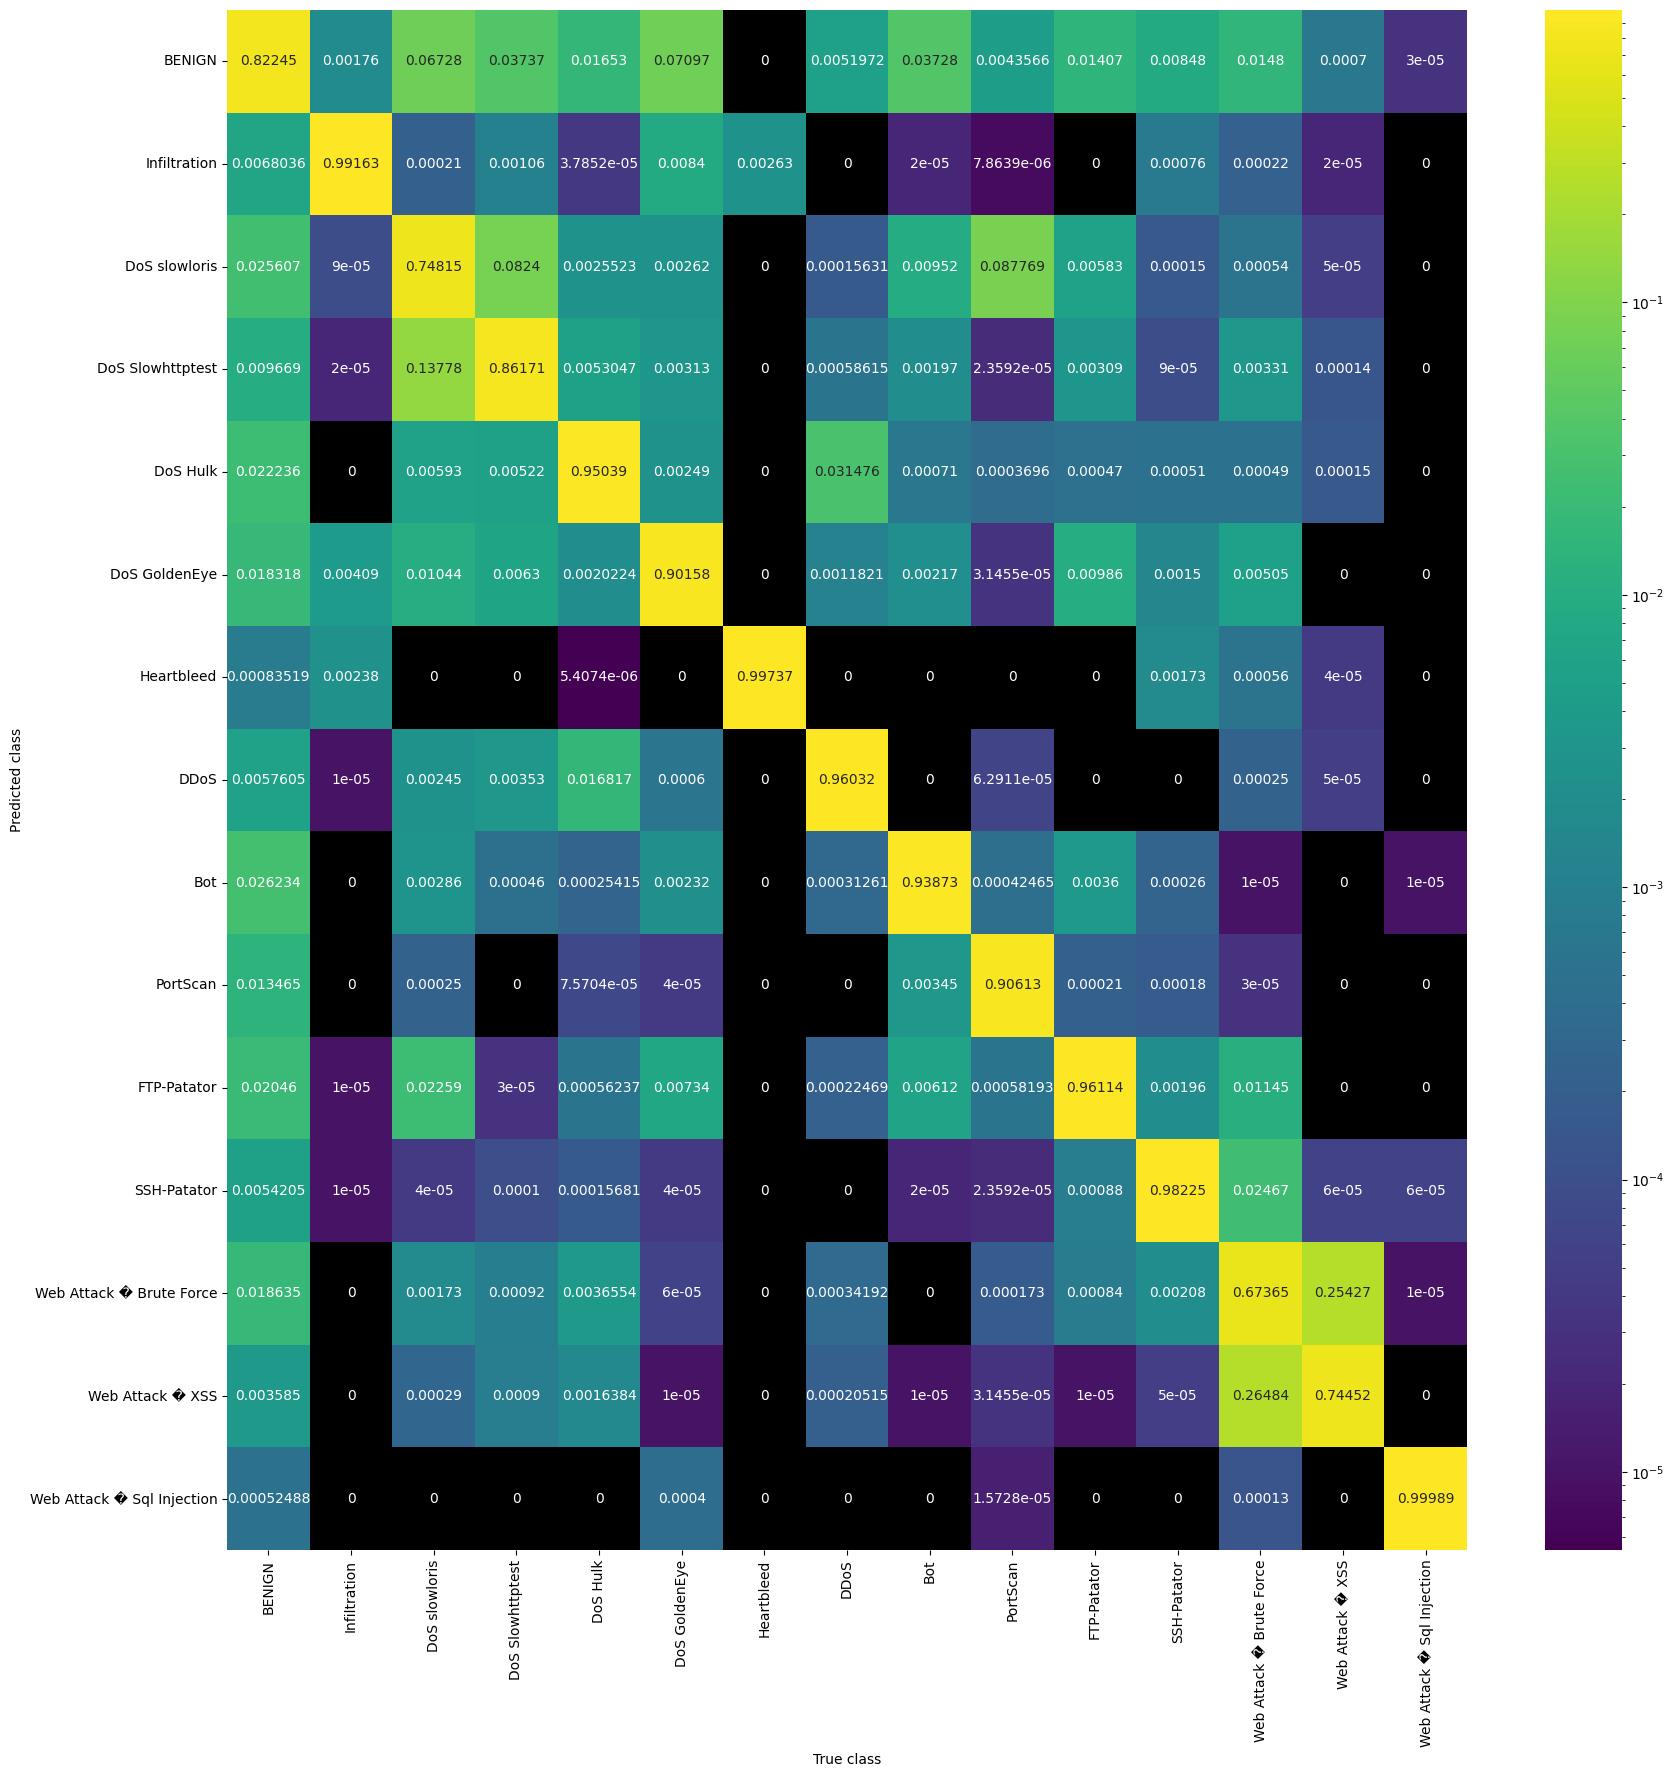 BENIGN 0.82245 0.00176 0.06728 0.03737 0.01653 0.07097 0 0.0051972 0.03728 0.0043566 0.01407 0.00848 0.0148 0.0007 3e-05
Infiltration 0.0068036 0.99163 0.00021 0.00106 3.7852e-05 0.0084 0.00263 0 2e-05 7.8639e-06 0 0.00076 0.00022 2e-05 0
DoS slowloris 0.025607 9e-05 0.74815 0.0824 0.0025523 0.00262 0 0.00015631 0.00952 0.087769 0.00583 0.00015 0.00054 5e-05 0
10⁻¹
DoS Slowhttptest 0.009669 2e-05 0.13778 0.86171 0.0053047 0.00313 0 0.00058615 0.00197 2.3592e-05 0.00309 9e-05 0.00331 0.00014 0
DoS Hulk 0.022236 0 0.00593 0.00522 0.95039 0.00249 0 0.031476 0.00071 0.0003696 0.00047 0.00051 0.00049 0.00015 0
DoS GoldenEye 0.018318 0.00409 0.01044 0.0063 0.0020224 0.90158 0 0.0011821 0.00217 3.1455e-05 0.00986 0.0015 0.00505 0 0
10⁻²
Heartbleed 0.00083519 0.00238 0 0 5.4074e-06 0 0.99737 0 0 0 0 0.00173 0.00056 4e-05 0
Predicted class
DDoS 0.0057605 1e-05 0.00245 0.00353 0.016817 0.0006 0 0.96032 0 6.2911e-05 0 0 0.00025 5e-05 0
Bot 0.026234 0 0.00286 0.00046 0.00025415 0.00232 0 0.00031261 0.93873 0.00042465 0.0036 0.00026 1e-05 0 1e-05
10⁻³
PortScan 0.013465 0 0.00025 0 7.5704e-05 4e-05 0 0 0.00345 0.90613 0.00021 0.00018 3e-05 0 0
FTP-Patator 0.02046 1e-05 0.02259 3e-05 0.00056237 0.00734 0 0.00022469 0.00612 0.00058193 0.96114 0.00196 0.01145 0 0
SSH-Patator 0.0054205 1e-05 4e-05 0.0001 0.00015681 4e-05 0 0 2e-05 2.3592e-05 0.00088 0.98225 0.02467 6e-05 6e-05
10⁻⁴
Web Attack � Brute Force 0.018635 0 0.00173 0.00092 0.0036554 6e-05 0 0.00034192 0 0.000173 0.00084 0.00208 0.67365 0.25427 1e-05
Web Attack � XSS 0.003585 0 0.00029 0.0009 0.0016384 1e-05 0 0.00020515 1e-05 3.1455e-05 1e-05 5e-05 0.26484 0.74452 0
10⁻⁵
Web Attack � Sql Injection 0.00052488 0 0 0 0 0.0004 0 0 0 1.5728e-05 0 0 0.00013 0 0.99989
BENIGN
Infiltration
DoS slowloris
DoS Slowhttptest
DoS Hulk
DoS GoldenEye
Heartbleed
DDoS
Bot
PortScan
FTP-Patator
SSH-Patator
Web Attack � Brute Force
Web Attack � XSS
Web Attack � Sql Injection
True class